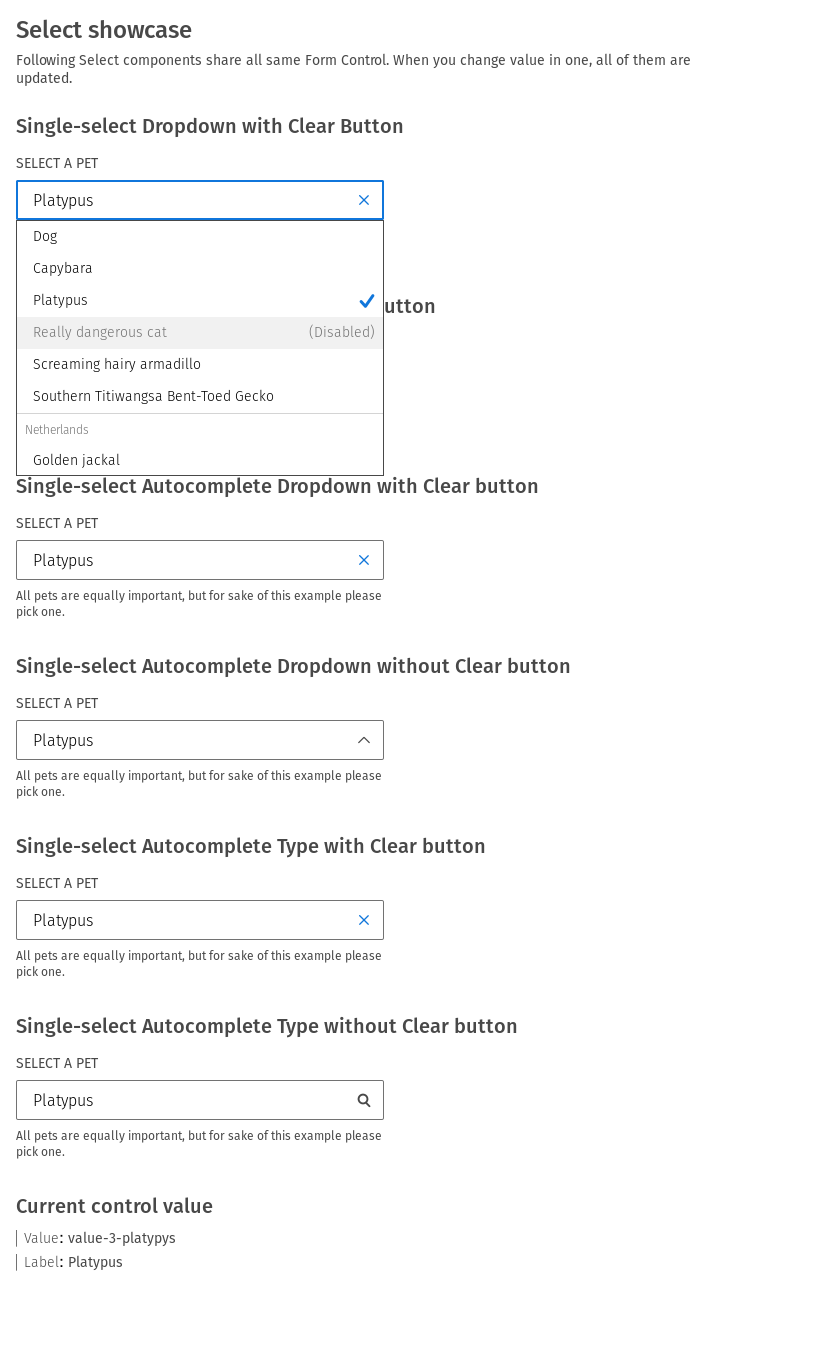 Select showcase
Following Select components share all same Form Control. When you change value in one, all of them are
updated.
Single-select Dropdown with Clear Button
SELECT A PET
Platypus
Dog
Capybara
Platypus
utton
Really dangerous cat (Disabled)
Screaming hairy armadillo
Southern Titiwangsa Bent-Toed Gecko
Netherlands
Golden jackal
Single-select Autocomplete Dropdown with Clear button
SELECT A PET
Platypus
All pets are equally important, but for sake of this example please
pick one.
Single-select Autocomplete Dropdown without Clear button
SELECT A PET
Platypus
All pets are equally important, but for sake of this example please
pick one.
Single-select Autocomplete Type with Clear button
SELECT A PET
Platypus
All pets are equally important, but for sake of this example please
pick one.
Single-select Autocomplete Type without Clear button
SELECT A PET
Platypus
All pets are equally important, but for sake of this example please
pick one.
Current control value
Value: value-3-platypys
Label: Platypus